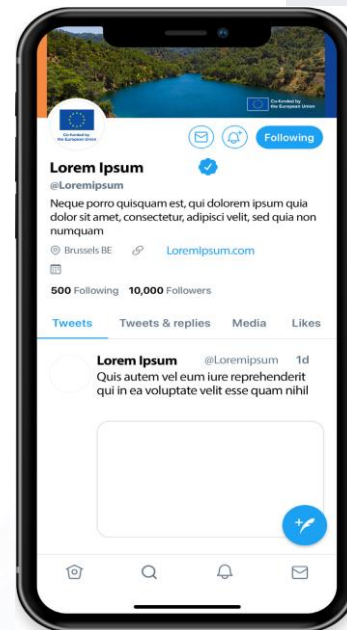 Co-funded by
the European Union
Co-funded by
the European Union
Following
Lorem Ipsum
@Loremipsum
Neque porro quisquam est, qui dolorem ipsum quia
dolor sit amet, consectetur, adipisci velit, sed quia non
numquam
Brussels BE LoremIpsum.com
500 Following 10,000 Followers
Tweets Tweets & replies Media Likes
Lorem Ipsum @Loremipsum 1d
Quis autem vel eum iure reprehenderit
qui in ea voluptate velit esse quam nihil